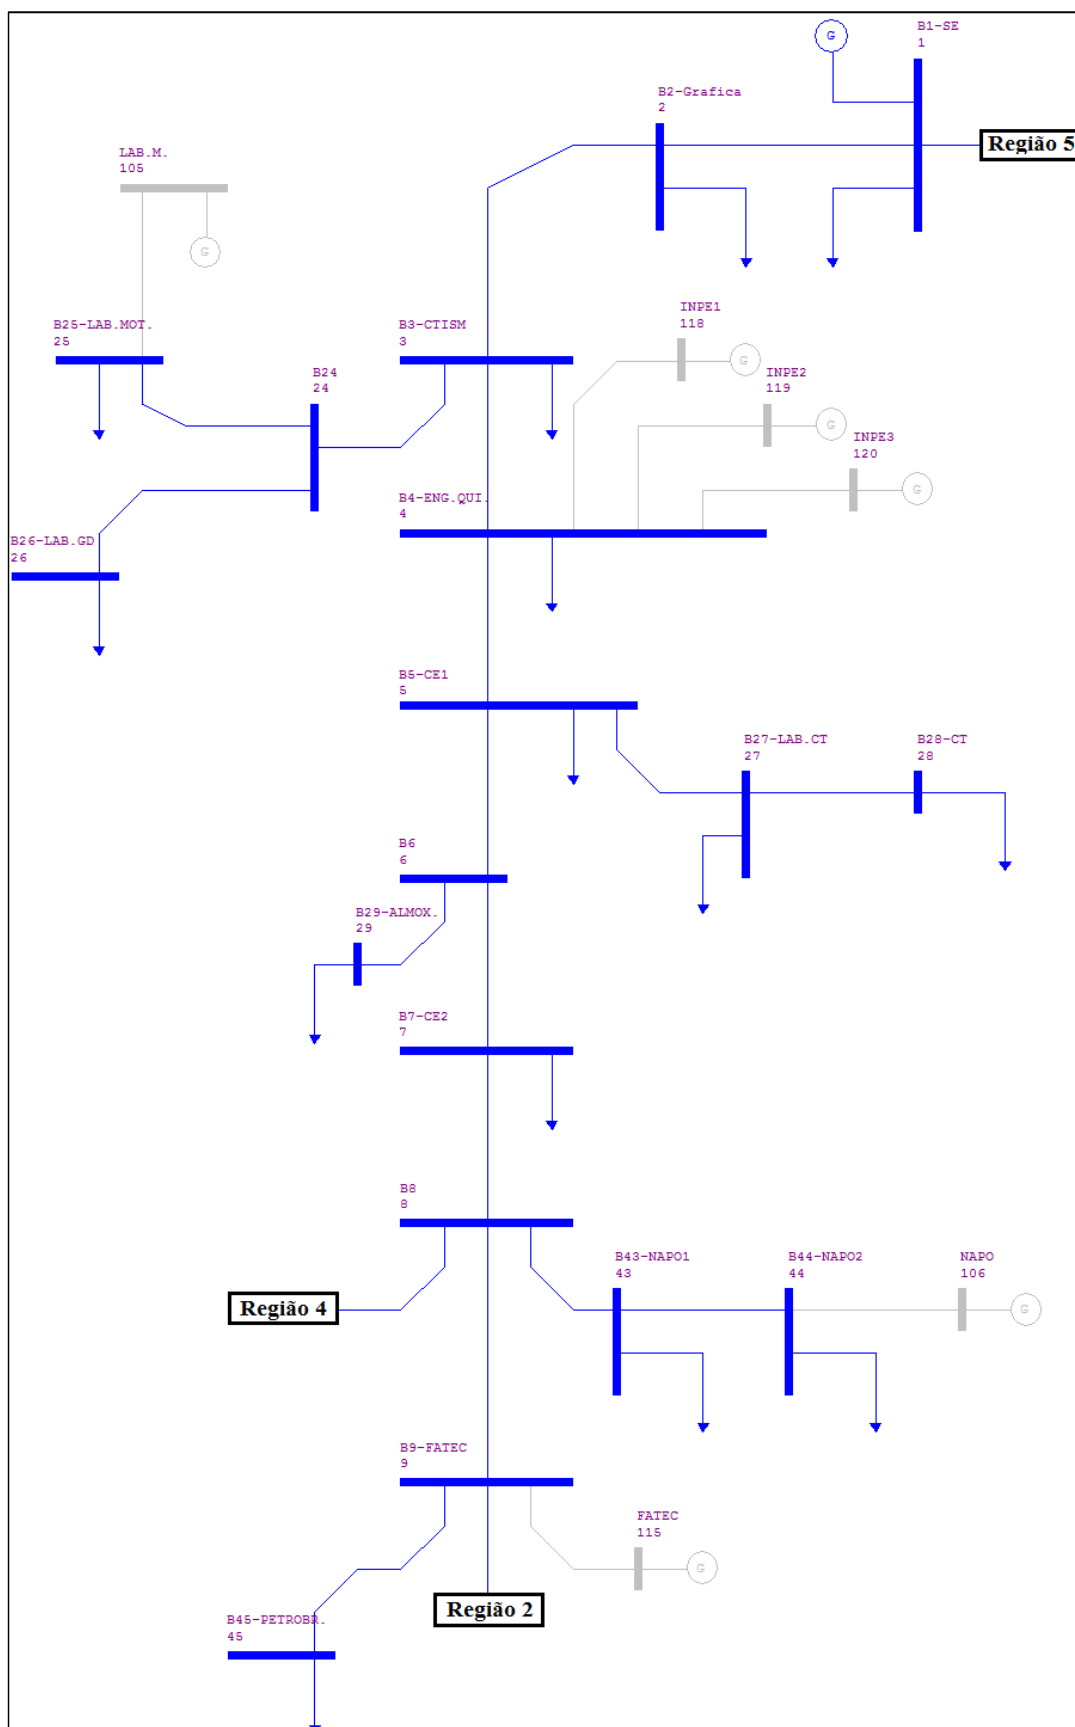 B1-SE
1
G
B2-Grafica
2
Região 5
LAB.M.
105
G
INPE1
118
G
B25-LAB.MOT.
25
B3-CTISM
3
B24
24
INPE2
119
G
INPE3
120
G
B4-ENG.QUI.
4
B26-LAB.GD
26
B5-CE1
5
B27-LAB.CT
27
B28-CT
28
B6
6
B29-ALMOX.
29
B7-CE2
7
B8
8
B43-NAPO1
43
B44-NAPO2
44
NAPO
106
G
Região 4
B9-FATEC
9
FATEC
115
G
Região 2
B45-PETROBR.
45